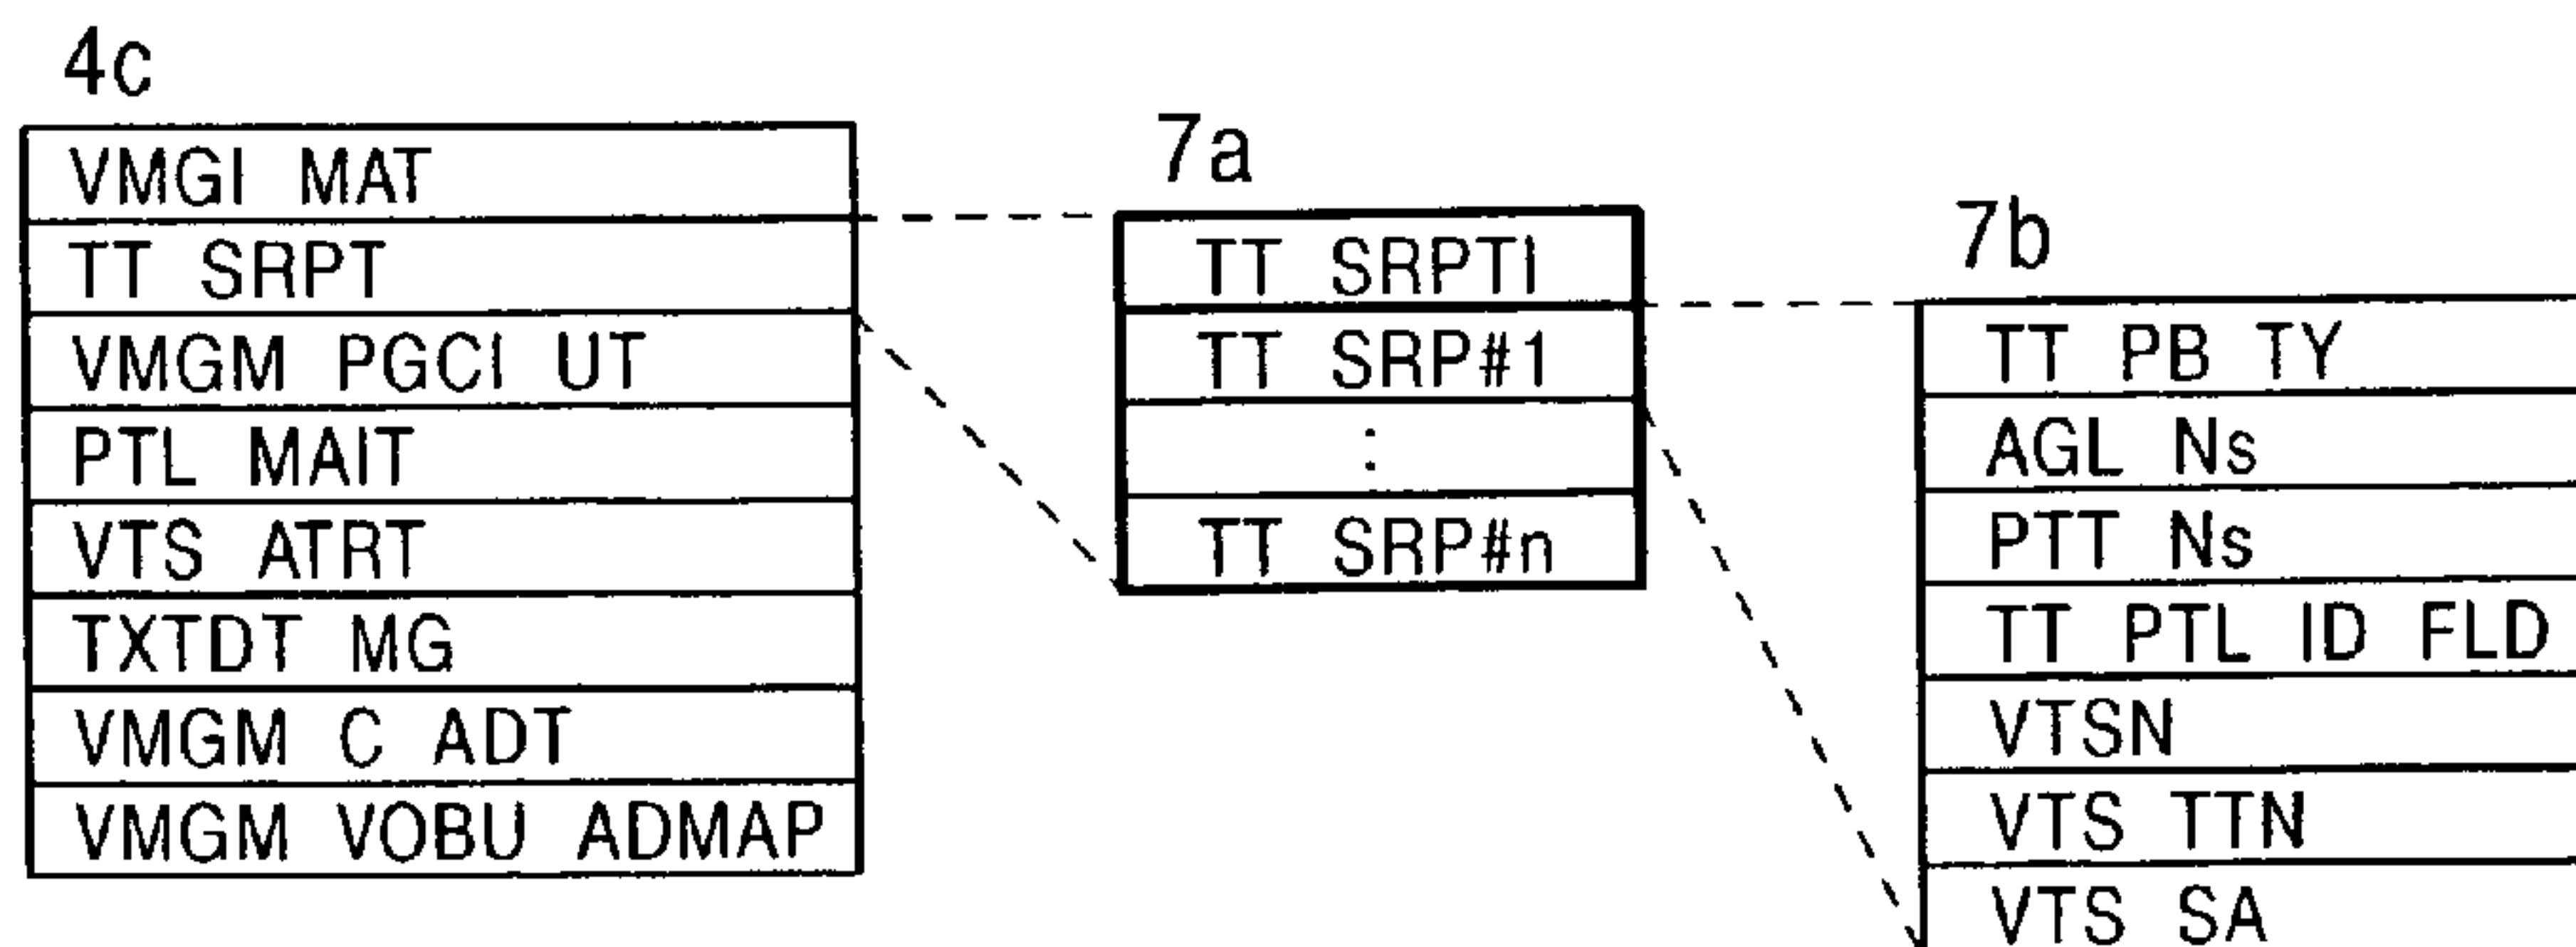 4c
VMGI MAT
TT SRPT
VMGM PGCI UT
PTL MAIT
VTS ATRT
TXTDT MG
VMGM C ADT
VMGM VOBU ADMAP
7a
TT SRPTI
TT SRP#1
:
TT SRP#n
7b
TT PB TY
AGL Ns
PTT Ns
TT PTL ID FLD
VTSN
VTS TTN
VTS SA